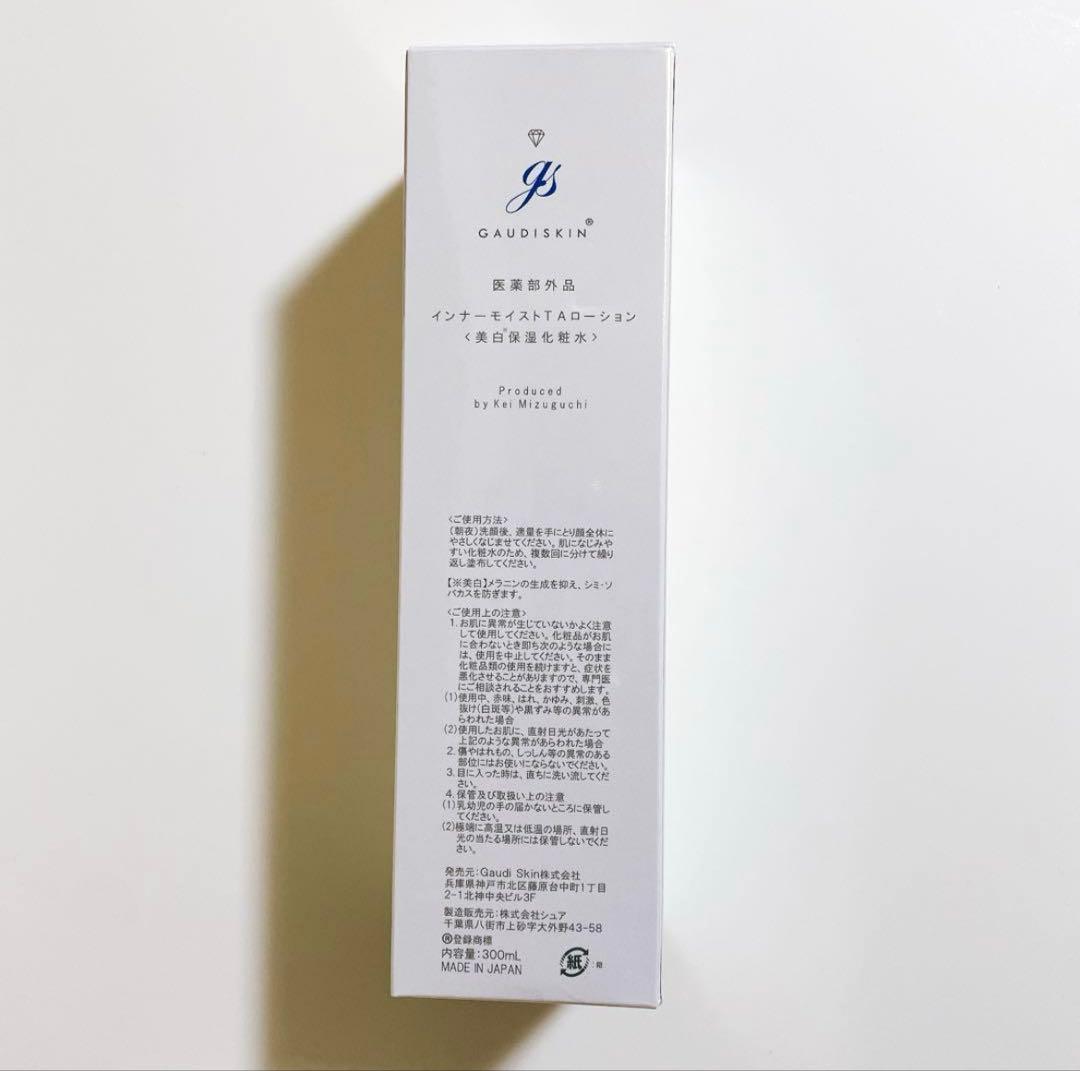 gs
GAUDISKIN®
医薬部外品
インナーモイストTAローション
〈美白※保湿化粧水〉
Produced
by Kei Mizuguchi
〈ご使用方法〉
(朝夜)洗顔後、適量を手にとり顔全体に
やさしくなじませてください。肌になじみや
すい化粧水のため、複数回に分けて繰り
返し塗布してください。
【※美白】メラニンの生成を抑え、シミ・ソ
バカスを防ぎます。
〈ご使用上の注意〉
1. お肌に異常が生じていないかよく注意
して使用してください。化粧品がお肌
に合わないとき即ち次のような場合に
は、使用を中止してください。そのまま
化粧品類の使用を続けますと、症状を
悪化させることがありますので、専門医
にご相談されることをおすすめします。
(1)使用中、赤味、はれ、かゆみ、刺激、色
抜け(白斑等)や黒ずみ等の異常があ
らわれた場合
(2)使用したお肌に、直射日光があたって
上記のような異常があらわれた場合
2. 傷やはれもの、しっしん等の異常のある
部位にはお使いにならないでください。
3. 目に入った時は、直ちに洗い流してくだ
さい。
4. 保管及び取扱い上の注意
(1)乳幼児の手の届かないところに保管し
てください。
(2)極端に高温又は低温の場所、直射日
光の当たる場所には保管しないでくだ
さい。
発売元:Gaudi Skin株式会社
兵庫県神戸市北区藤原台中町1丁目
2-1北神中央ビル3F
製造販売元:株式会社シュア
千葉県八街市上砂字大外野43-58
®登録商標
内容量:300mL
MADE IN JAPAN
紙 :箱